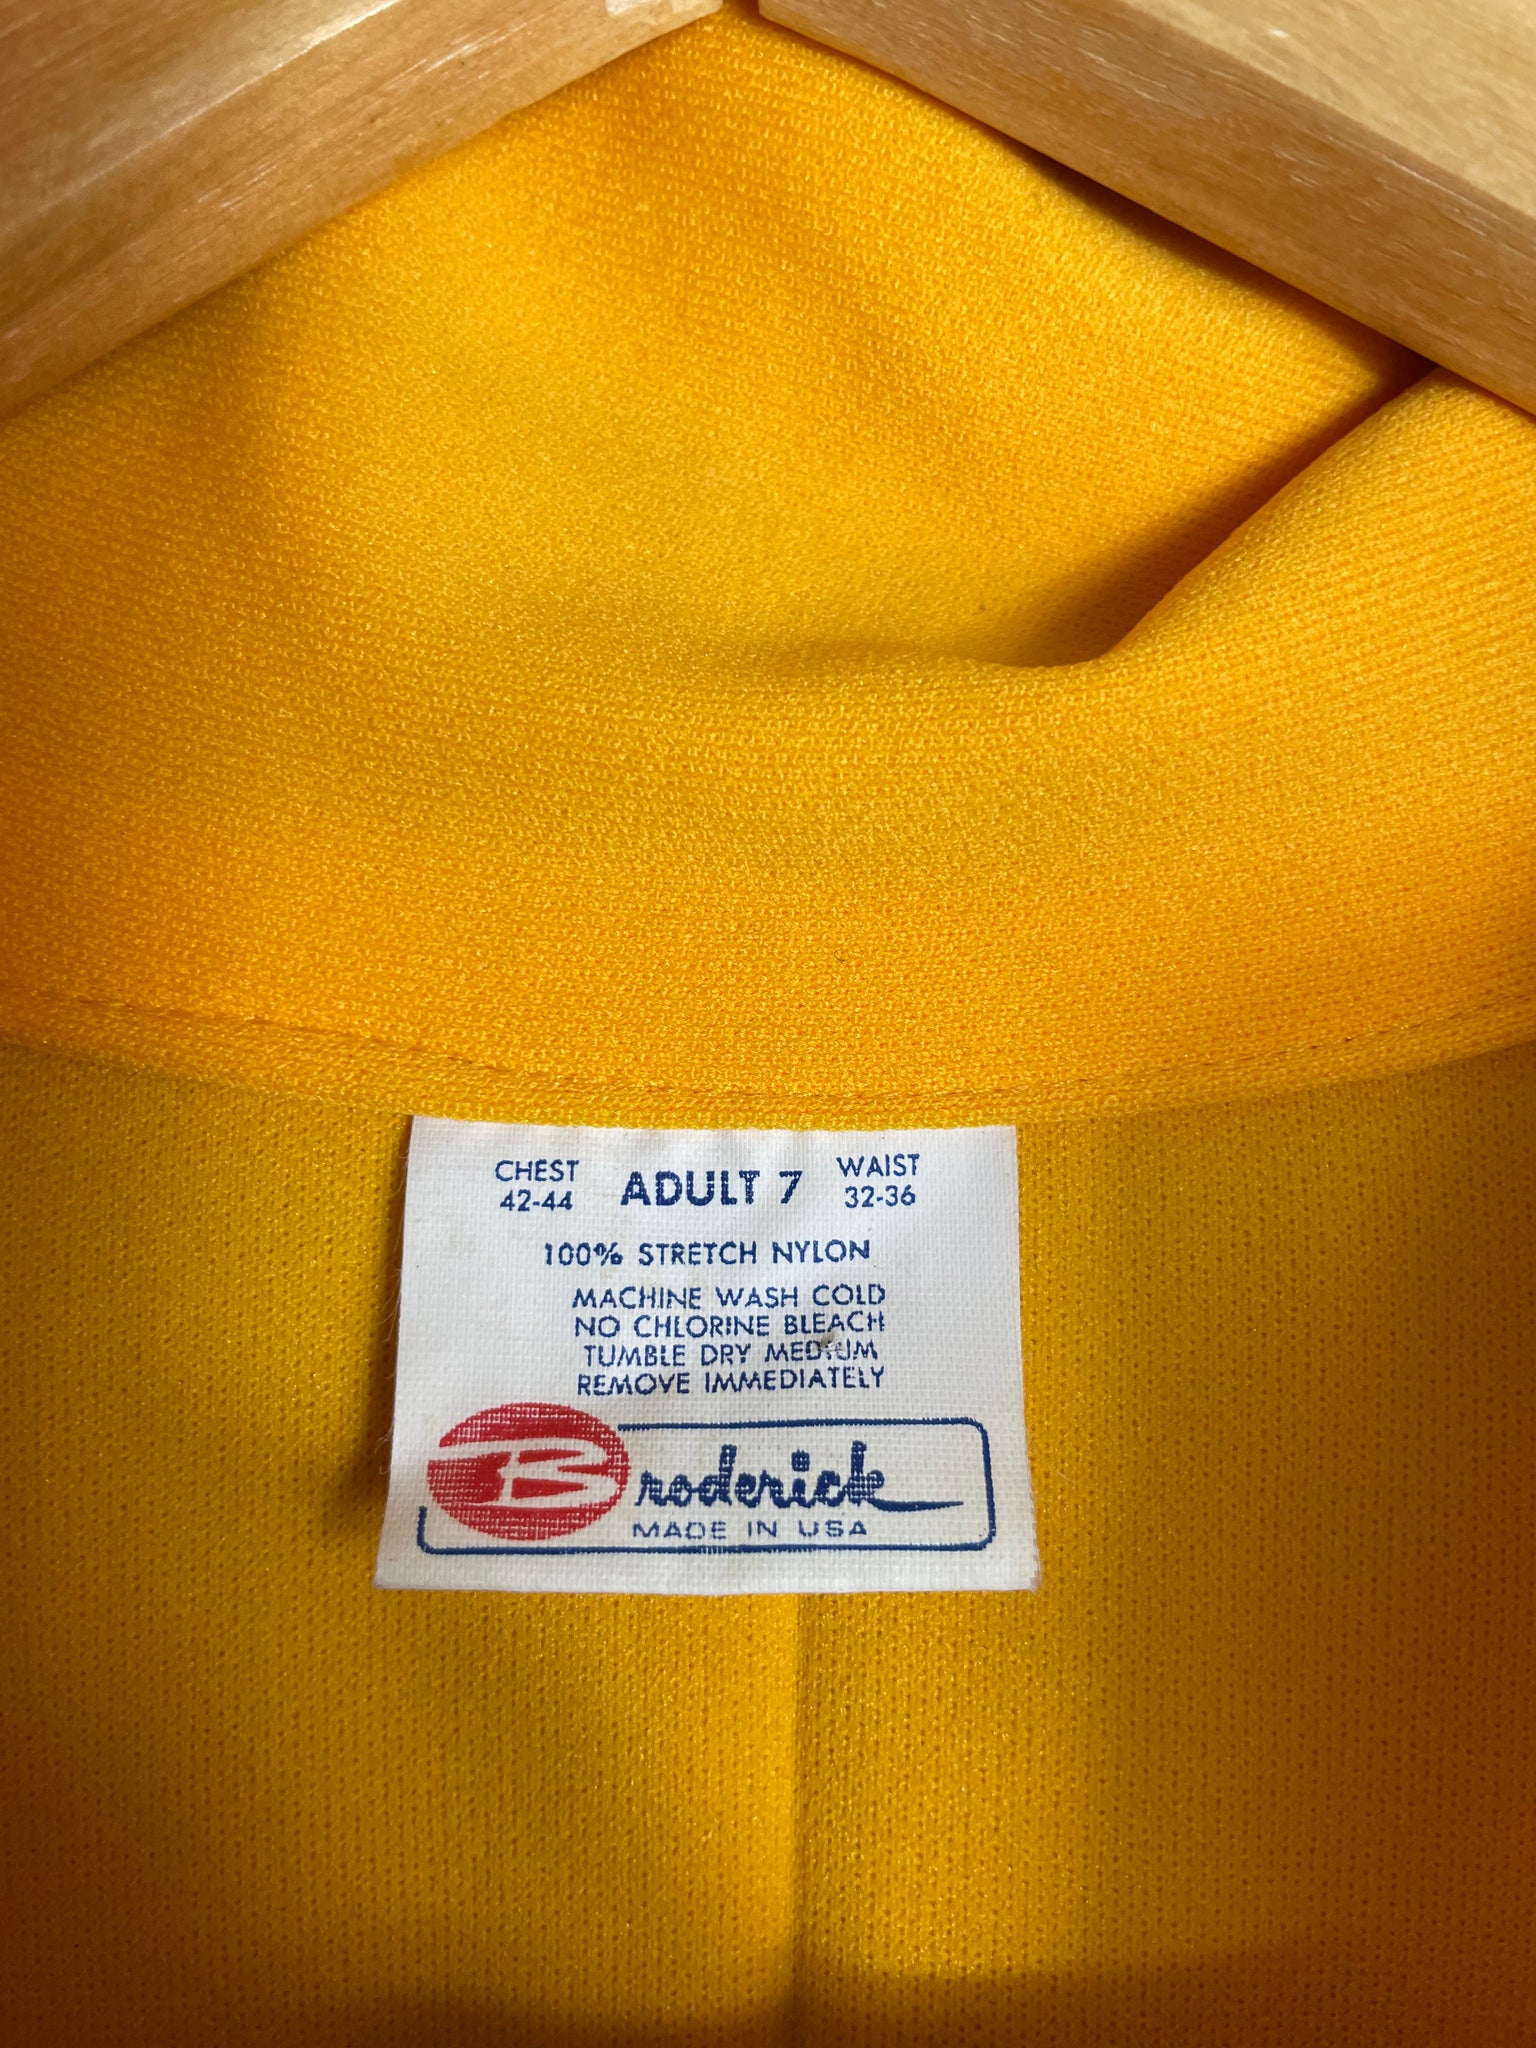 CHEST ADULT 7 WAIST
42-44 32-36
100% STRETCH NYLON
MACHINE WASH COLD
NO CHLORINE BLEACH
TUMBLE DRY MEDIUM
REMOVE IMMEDIATELY
Broderick
MADE IN USA